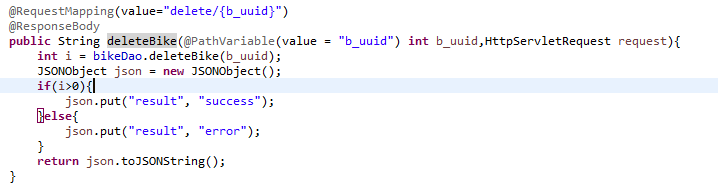 @RequestMapping(value="delete/{b_uuid}")
@ResponseBody
public String deleteBike(@PathVariable(value = "b_uuid") int b_uuid,HttpServletRequest request){
    int i = bikeDao.deleteBike(b_uuid);
    JSONObject json = new JSONObject();
    if(i>0){
        json.put("result", "success");
    }else{
        json.put("result", "error");
    }
    return json.toJSONString();
}